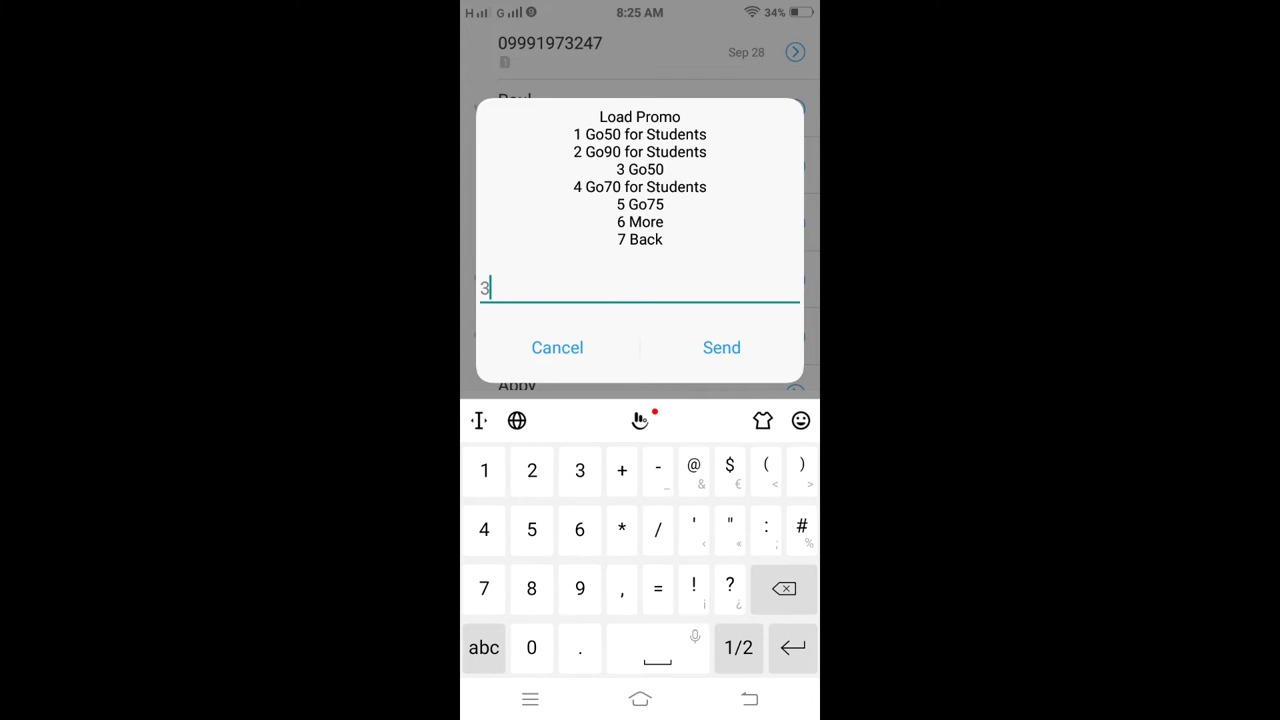 H G 8:25 AM 34%
09991973247
1
Sep 28
Load Promo
1 Go50 for Students
2 Go90 for Students
3 Go50
4 Go70 for Students
5 Go75
6 More
7 Back
3
Cancel Send
Abby
1 2 3 + - _ @ & $ € ( < ) >
4 5 6 * / ' ‹ " « : ; # %
7 8 9 , = ! ¡ ? ¿
abc 0 . 1/2